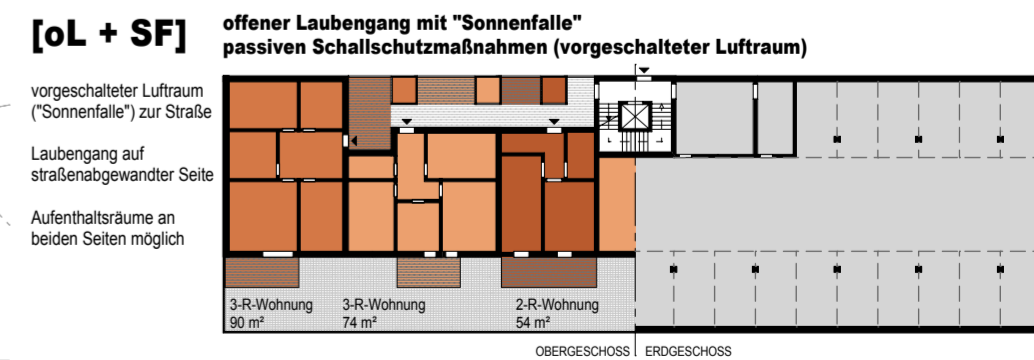 [oL + SF]
offener Laubengang mit "Sonnenfalle"
passiven Schallschutzmaßnahmen (vorgeschalteter Luftraum)
vorgeschalteter Luftraum
("Sonnenfalle") zur Straße
Laubengang auf
straßenabgewandter Seite
Aufenthaltsräume an
beiden Seiten möglich
3-R-Wohnung
90 m²
3-R-Wohnung
74 m²
2-R-Wohnung
54 m²
OBERGESCHOSS
ERDGESCHOSS